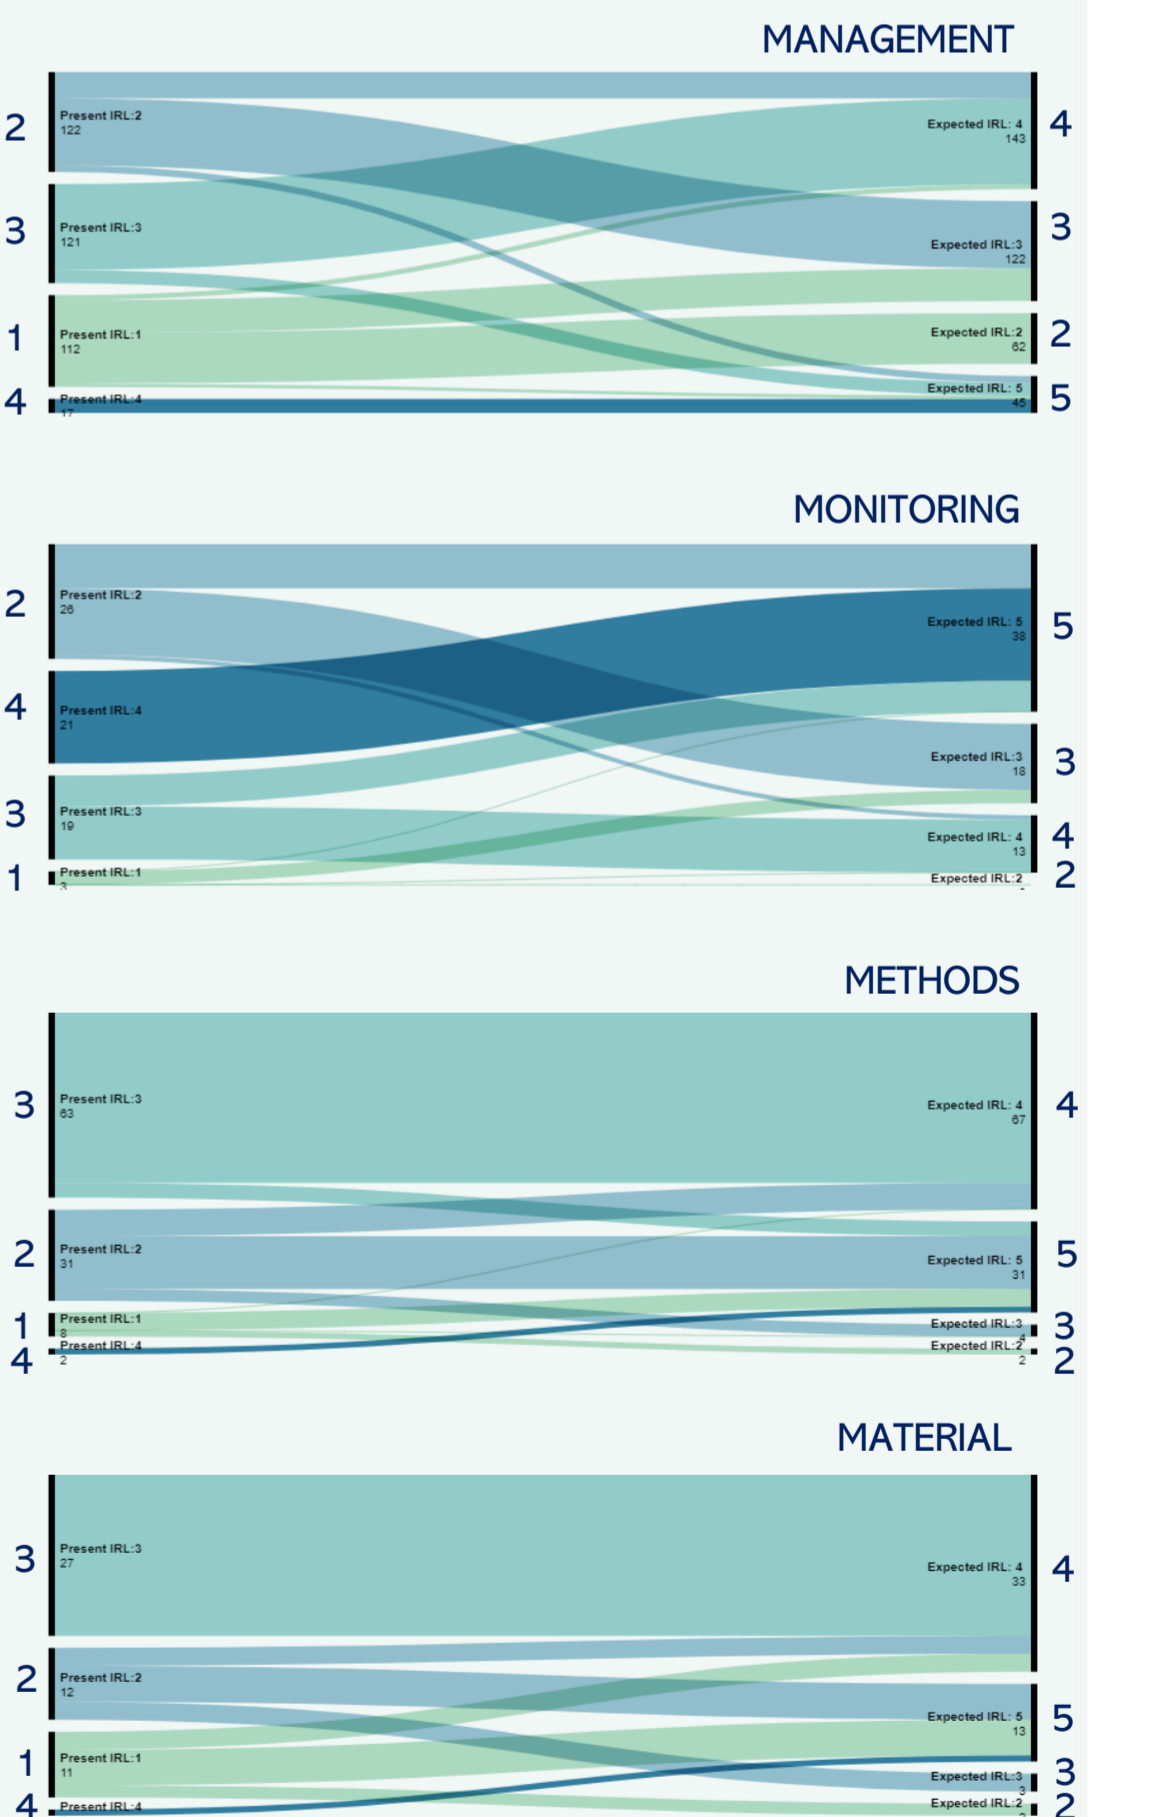 MANAGEMENT
2
Present IRL:2
122
Expected IRL: 4
143
4
3
Present IRL:3
121
Expected IRL:3
122
3
1
Present IRL:1
112
Expected IRL:2
62
2
4
Present IRL:4
17
Expected IRL: 5
45
5
MONITORING
2
Present IRL:2
26
Expected IRL: 5
38
5
4
Present IRL:4
21
Expected IRL:3
18
3
3
Present IRL:3
19
Expected IRL: 4
13
4
1
Present IRL:1
3
Expected IRL:2
2
METHODS
3
Present IRL:3
63
Expected IRL: 4
67
4
2
Present IRL:2
31
Expected IRL: 5
31
5
1
Present IRL:1
8
Expected IRL:3
4
3
4
Present IRL:4
2
Expected IRL:2
2
2
MATERIAL
3
Present IRL:3
27
Expected IRL: 4
33
4
2
Present IRL:2
12
Expected IRL: 5
13
5
1
Present IRL:1
11
Expected IRL:3
3
3
4
Present IRL:4
Expected IRL:2
2